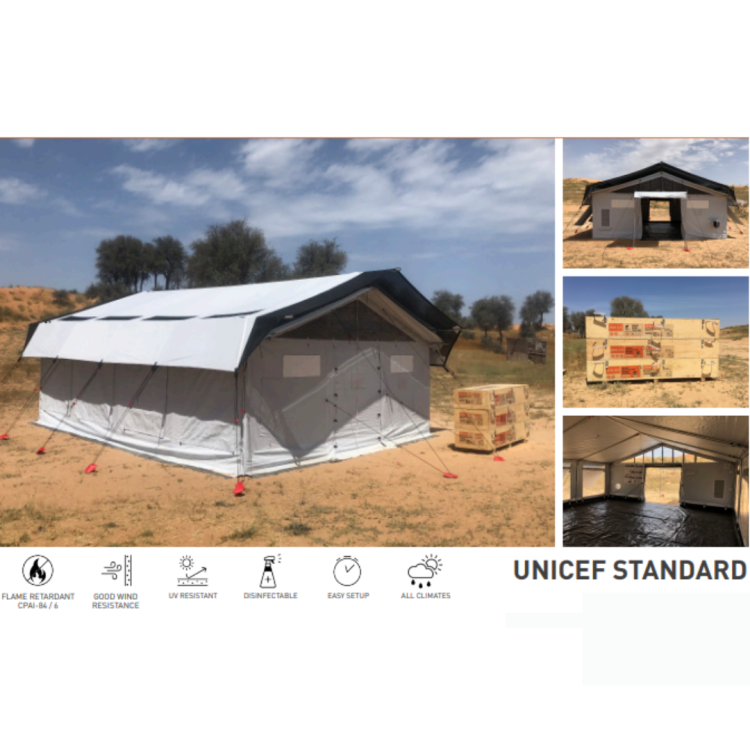 FLAME RETARDANT
CPAI-84 / 6
GOOD WIND
RESISTANCE
UV RESISTANT
DISINFECTABLE
EASY SETUP
ALL CLIMATES
UNICEF STANDARD